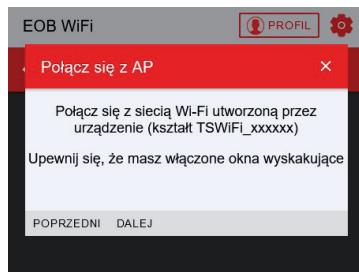 EOB WiFi
PROFIL
Połącz się z AP
×
Połącz się z siecią Wi-Fi utworzoną przez
urządzenie (kształt TSWiFi_xxxxxx)
Upewnij się, że masz włączone okna wyskakujące
POPRZEDNI DALEJ